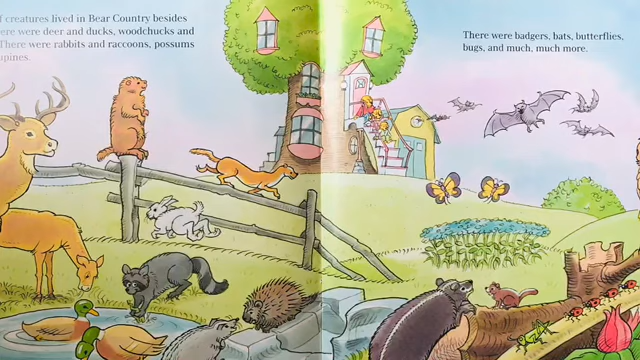 f creatures lived in Bear Country besides
ere were deer and ducks, woodchucks and
There were rabbits and raccoons, possums
upines.
There were badgers, bats, butterflies,
bugs, and much, much more.